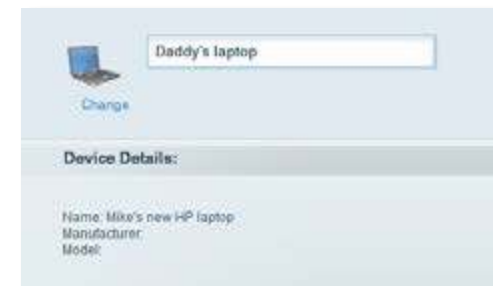 Daddy's laptop
Change
Device Details:
Name: Mike's new HP laptop
Manufacturer:
Model: